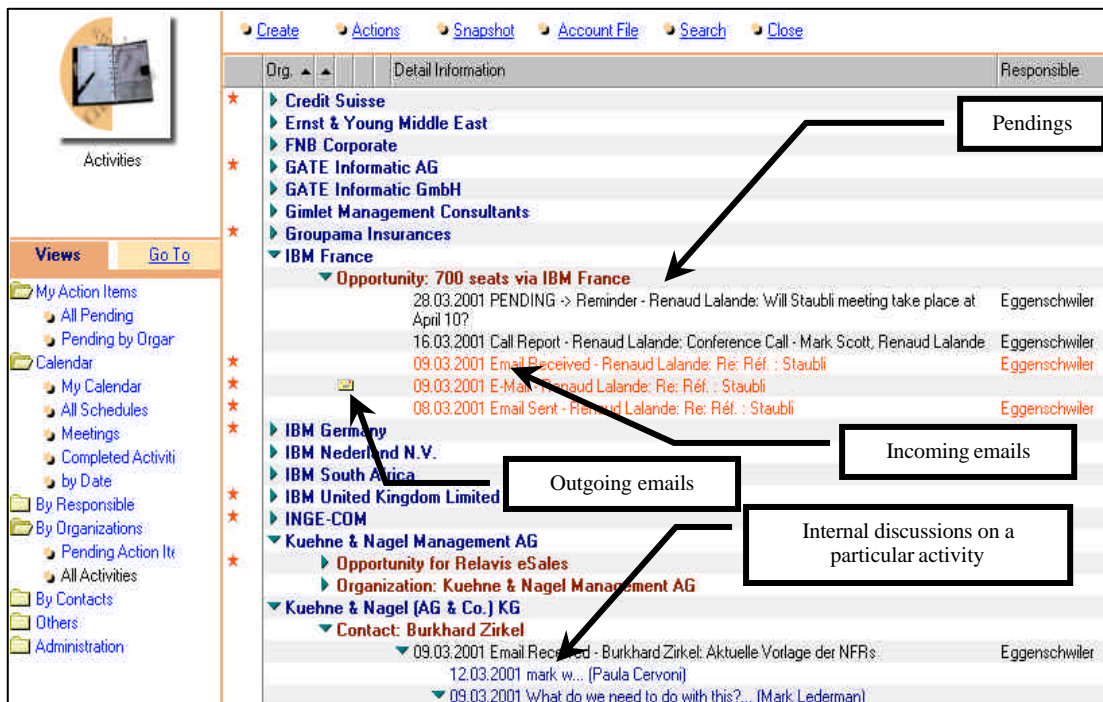 Create Actions Snapshot Account File Search Close
Org. Detail Information Responsible
Activities
Views Go To
My Action Items
All Pending
Pending by Organ
Calendar
My Calendar
All Schedules
Meetings
Completed Activiti
by Date
By Responsible
By Organizations
Pending Action Ite
All Activities
By Contacts
Others
Administration
Credit Suisse
Ernst & Young Middle East
FNB Corporate
GATE Informatic AG
GATE Informatic GmbH
Gimlet Management Consultants
Groupama Insurances
IBM France
Opportunity: 700 seats via IBM France
28.03.2001 PENDING -> Reminder - Renaud Lalande: Will Staubli meeting take place at Eggenschwiler
April 10?
16.03.2001 Call Report - Renaud Lalande: Conference Call - Mark Scott, Renaud Lalande Eggenschwiler
09.03.2001 Email Received - Renaud Lalande: Re: Réf. : Staubli Eggenschwiler
09.03.2001 E-Mail - Renaud Lalande: Re: Réf. : Staubli
08.03.2001 Email Sent - Renaud Lalande: Re: Réf. : Staubli Eggenschwiler
IBM Germany
IBM Nederland N.V.
IBM South Africa
IBM United Kingdom Limited
INGE-COM
Kuehne & Nagel Management AG
Opportunity for Relavis eSales
Organization: Kuehne & Nagel Management AG
Kuehne & Nagel (AG & Co.) KG
Contact: Burkhard Zirkel
09.03.2001 Email Received - Burkhard Zirkel: Aktuelle Vorlage der NFRs Eggenschwiler
12.03.2001 mark w... (Paula Cervoni)
09.03.2001 What do we need to do with this?... (Mark Lederman)
Pendings
Incoming emails
Outgoing emails
Internal discussions on a
particular activity